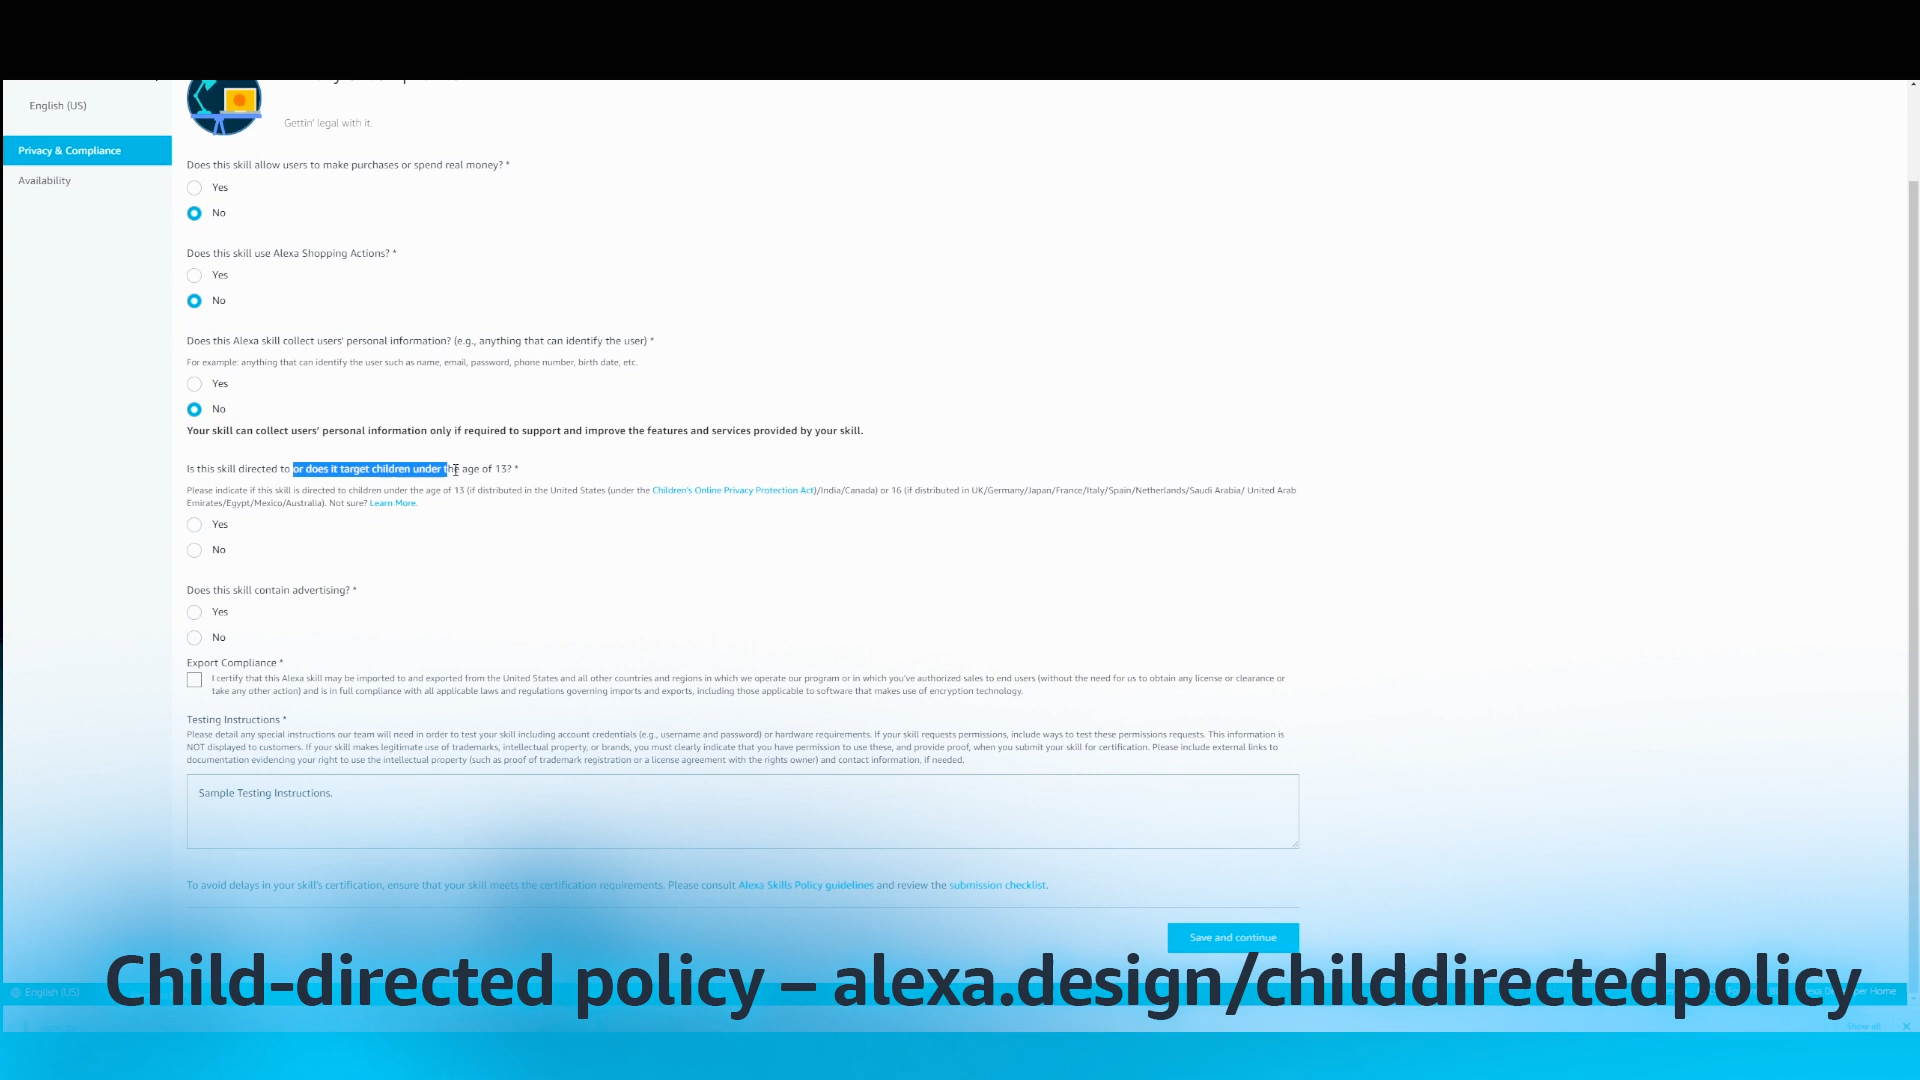 English (US)
Gettin' legal with it.
Privacy & Compliance
Availability
Does this skill allow users to make purchases or spend real money? *
Yes
No
Does this skill use Alexa Shopping Actions? *
Yes
No
Does this Alexa skill collect users' personal information? (e.g., anything that can identify the user) *
For example: anything that can identify the user such as name, email, password, phone number, birth date, etc.
Yes
No
Your skill can collect users' personal information only if required to support and improve the features and services provided by your skill.
Is this skill directed to or does it target children under the age of 13? *
Please indicate if this skill is directed to children under the age of 13 (if distributed in the United States (under the Children's Online Privacy Protection Act)/India/Canada) or 16 (if distributed in UK/Germany/Japan/France/Italy/Spain/Netherlands/Saudi Arabia/ United Arab
Emirates/Egypt/Mexico/Australia). Not sure? Learn More.
Yes
No
Does this skill contain advertising? *
Yes
No
Export Compliance *
I certify that this Alexa skill may be imported to and exported from the United States and all other countries and regions in which we operate our program or in which you've authorized sales to end users (without the need for us to obtain any license or clearance or
take any other action) and is in full compliance with all applicable laws and regulations governing imports and exports, including those applicable to software that makes use of encryption technology.
Testing Instructions *
Please detail any special instructions our team will need in order to test your skill including account credentials (e.g., username and password) or hardware requirements. If your skill requests permissions, include ways to test these permissions requests. This information is
NOT displayed to customers. If your skill makes legitimate use of trademarks, intellectual property, or brands, you must clearly indicate that you have permission to use these, and provide proof, when you submit your skill for certification. Please include external links to
documentation evidencing your right to use the intellectual property (such as proof of trademark registration or a license agreement with the rights owner) and contact information, if needed.
Sample Testing Instructions.
To avoid delays in your skill's certification, ensure that your skill meets the certification requirements. Please consult Alexa Skills Policy guidelines and review the submission checklist.
Save and continue
Child-directed policy – alexa.design/childdirectedpolicy
English (US)
Home
Show all